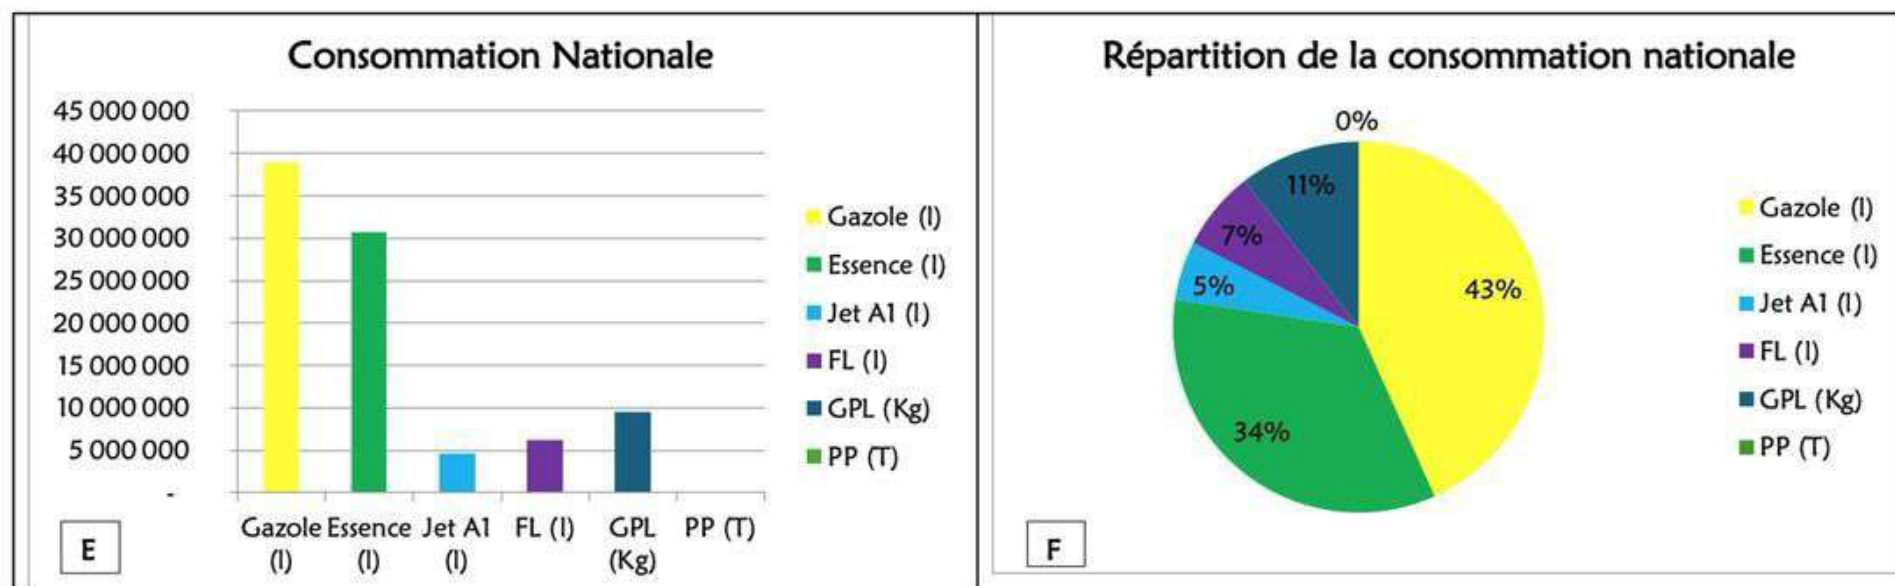 Consommation Nationale
45 000 000
40 000 000
35 000 000
30 000 000
25 000 000
20 000 000
15 000 000
10 000 000
5 000 000
-
Gazole (l)
Essence (l)
Jet A1 (l)
FL (l)
GPL (Kg)
PP (T)
Gazole Essence Jet A1 FL (l) GPL PP (T)
(l) (l) (l) (Kg)
E
Répartition de la consommation nationale
0%
11%
7%
5%
43%
34%
Gazole (l)
Essence (l)
Jet A1 (l)
FL (l)
GPL (Kg)
PP (T)
F